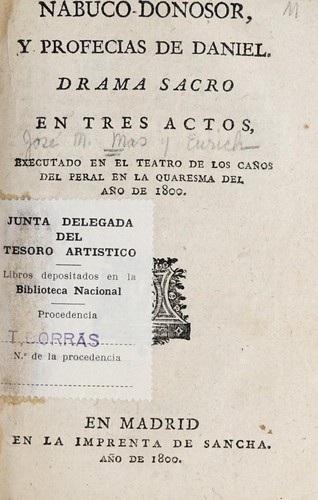 NABUCO-DONOSOR,
Y PROFECIAS DE DANIEL.
DRAMA SACRO
EN TRES ACTOS,
José M. Mas y Eurich
EXECUTADO EN EL TEATRO DE LOS CAÑOS
DEL PERAL EN LA QUARESMA DEL
AÑO DE 1800.
JUNTA DELEGADA
DEL
TESORO ARTISTICO
Libros depositados en la
Biblioteca Nacional
Procedencia
T. BORRÁS
N.º de la procedencia
EN MADRID
EN LA IMPRENTA DE SANCHA.
AÑO DE 1800.